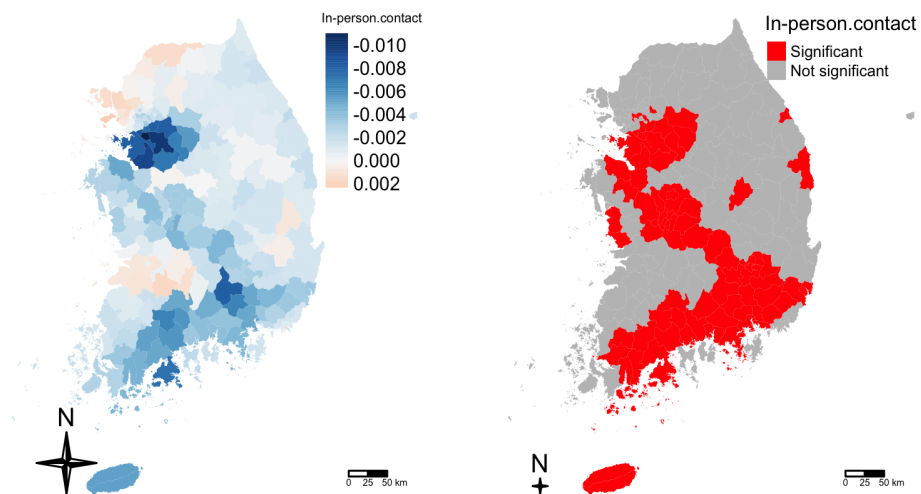 In-person.contact
-0.010
-0.008
-0.006
-0.004
-0.002
0.000
0.002
N
0 25 50 km
In-person.contact
Significant
Not significant
N
0 25 50 km